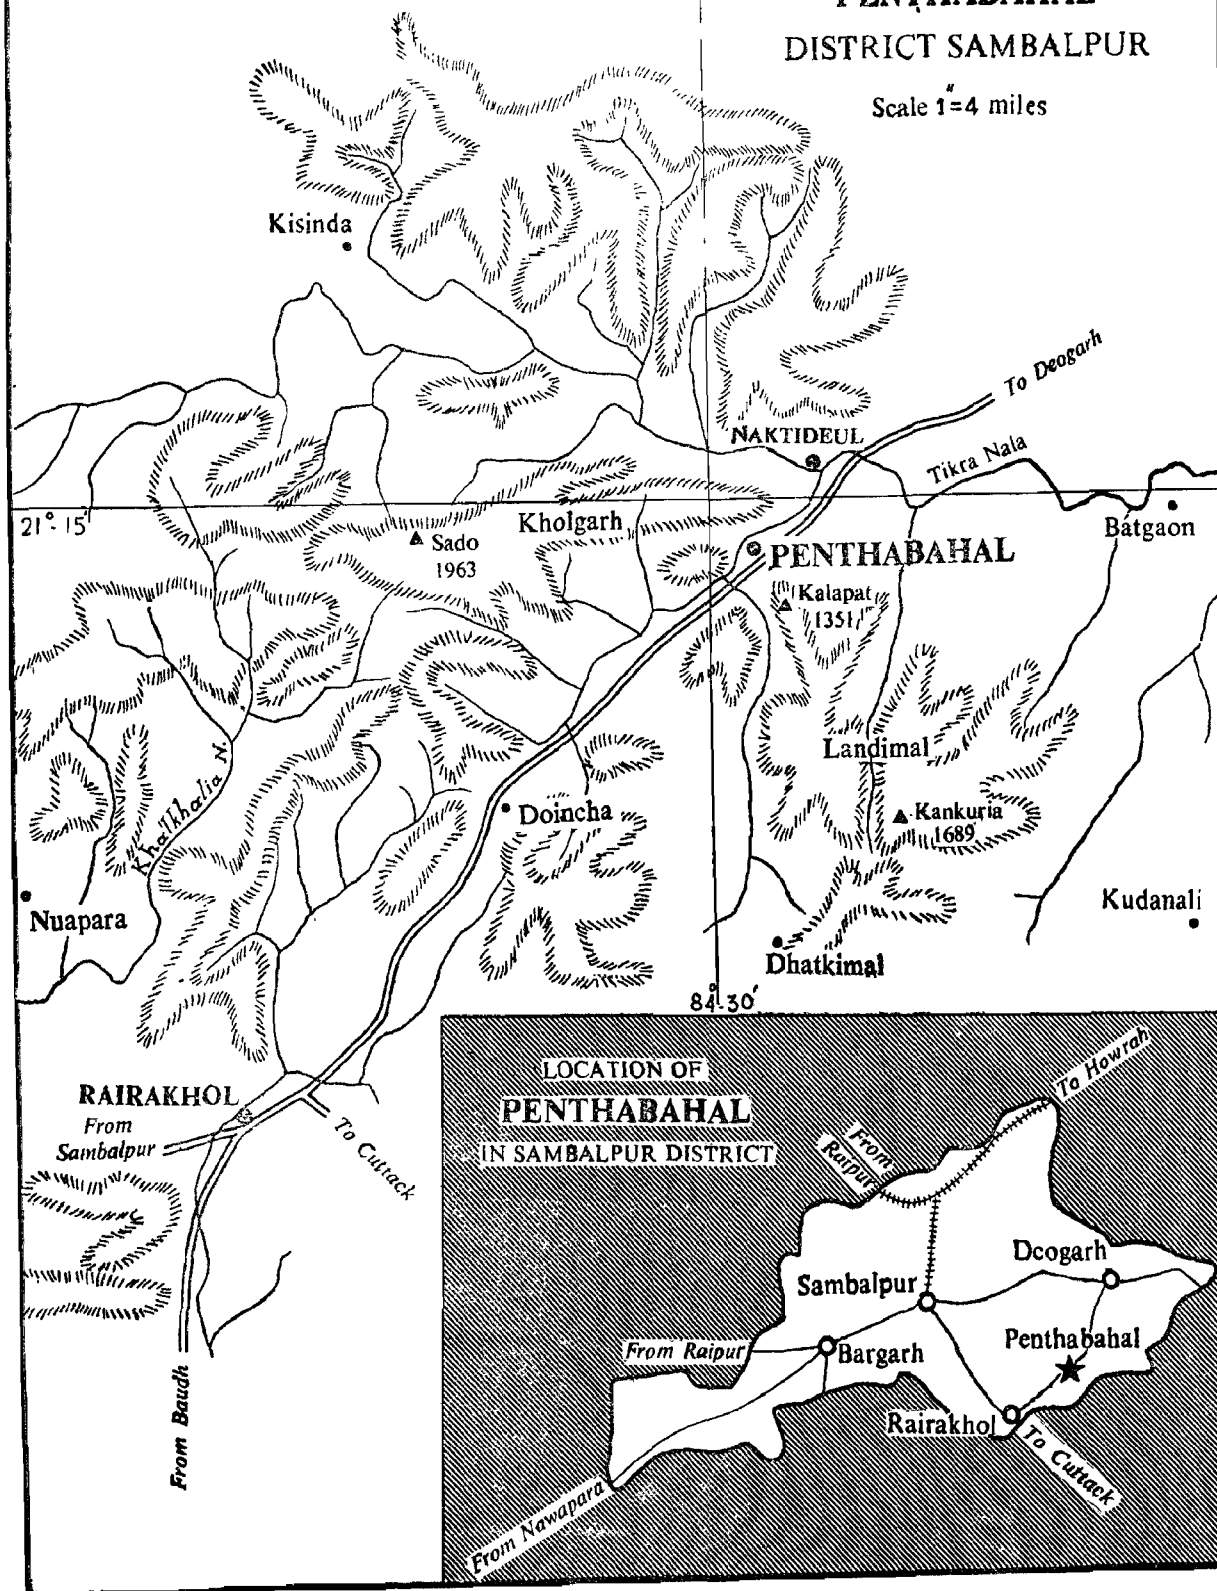 PENTHABAHAL
DISTRICT SAMBALPUR
Scale 1"=4 miles
Kisinda
To Deogarh
NAKTIDEUL
Tikra Nala
21°-15'
Kholgarh
Batgaon
Sado
1963
PENTHABAHAL
Kalapat
1351
Landimal
Khalkhalia N.
Doincha
Kankuria
1689
Nuapara
Kudanali
Dhatkimal
84°-30'
RAIRAKHOL
From
Sambalpur
To Cuttack
From Baudh
LOCATION OF
PENTHABAHAL
IN SAMBALPUR DISTRICT
To Howrah
From
Raipur
Deogarh
Sambalpur
Penthabahal
From Raipur
Bargarh
Rairakhol
To Cuttack
From Nawapara